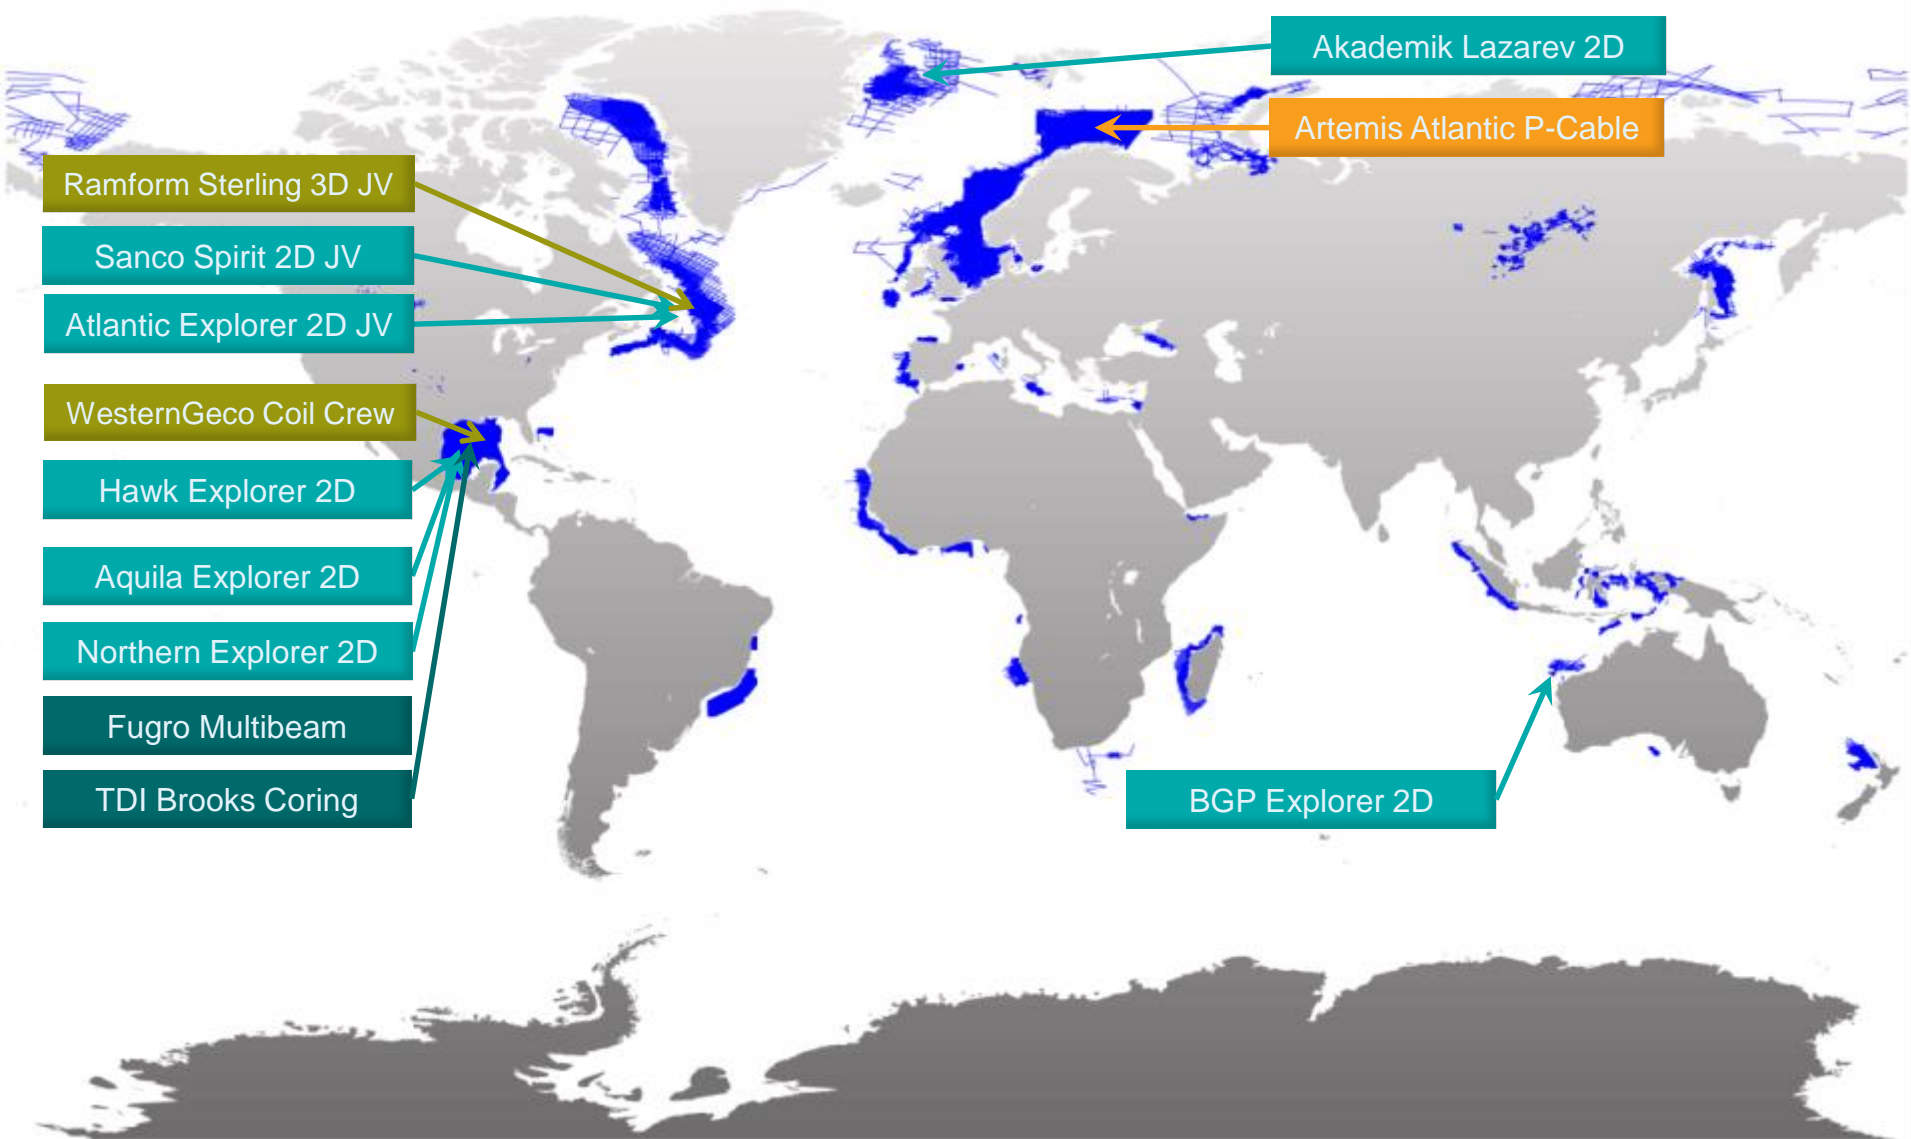 Akademik Lazarev 2D
Artemis Atlantic P-Cable
Ramform Sterling 3D JV
Sanco Spirit 2D JV
Atlantic Explorer 2D JV
WesternGeco Coil Crew
Hawk Explorer 2D
Aquila Explorer 2D
Northern Explorer 2D
Fugro Multibeam
TDI Brooks Coring
BGP Explorer 2D